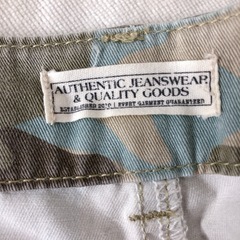 AUTHENTIC JEANSWEAR
& QUALITY GOODS
ESTABLISHED 2010 | EVERY GARMENT GUARANTEED